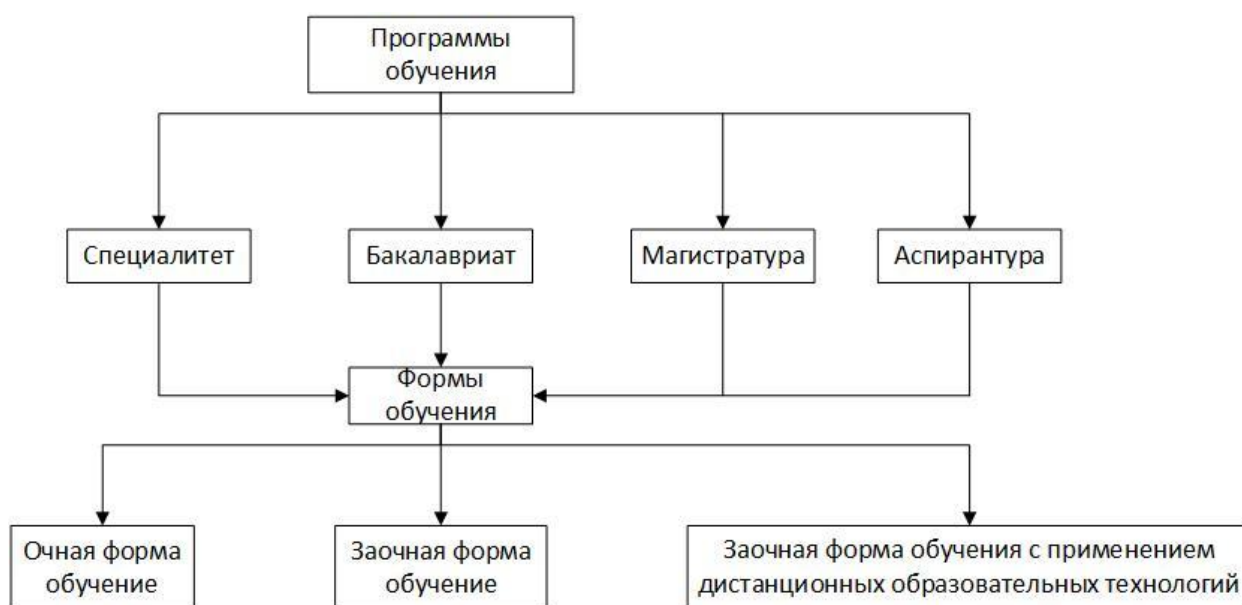 Программы
обучения
Специалитет
Бакалавриат
Магистратура
Аспирантура
Формы
обучения
Очная форма
обучение
Заочная форма
обучение
Заочная форма обучения с применением
дистанционных образовательных технологий